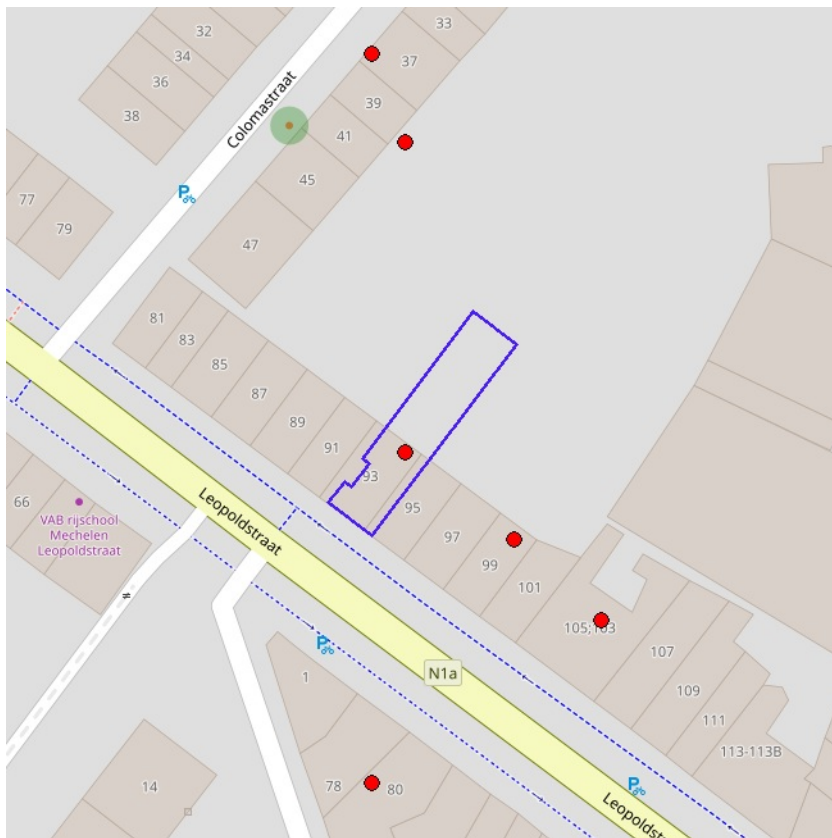 33
32
37
34
36
39
38
Colomastraat
41
45
P
77
79
47
81
83
85
87
89
91
93
66
95
VAB rijschool
Mechelen
Leopoldstraat
Leopoldstraat
97
99
101
105;103
P
1
107
N1a
109
111
113-113B
14
78
80
P
Leopoldstr